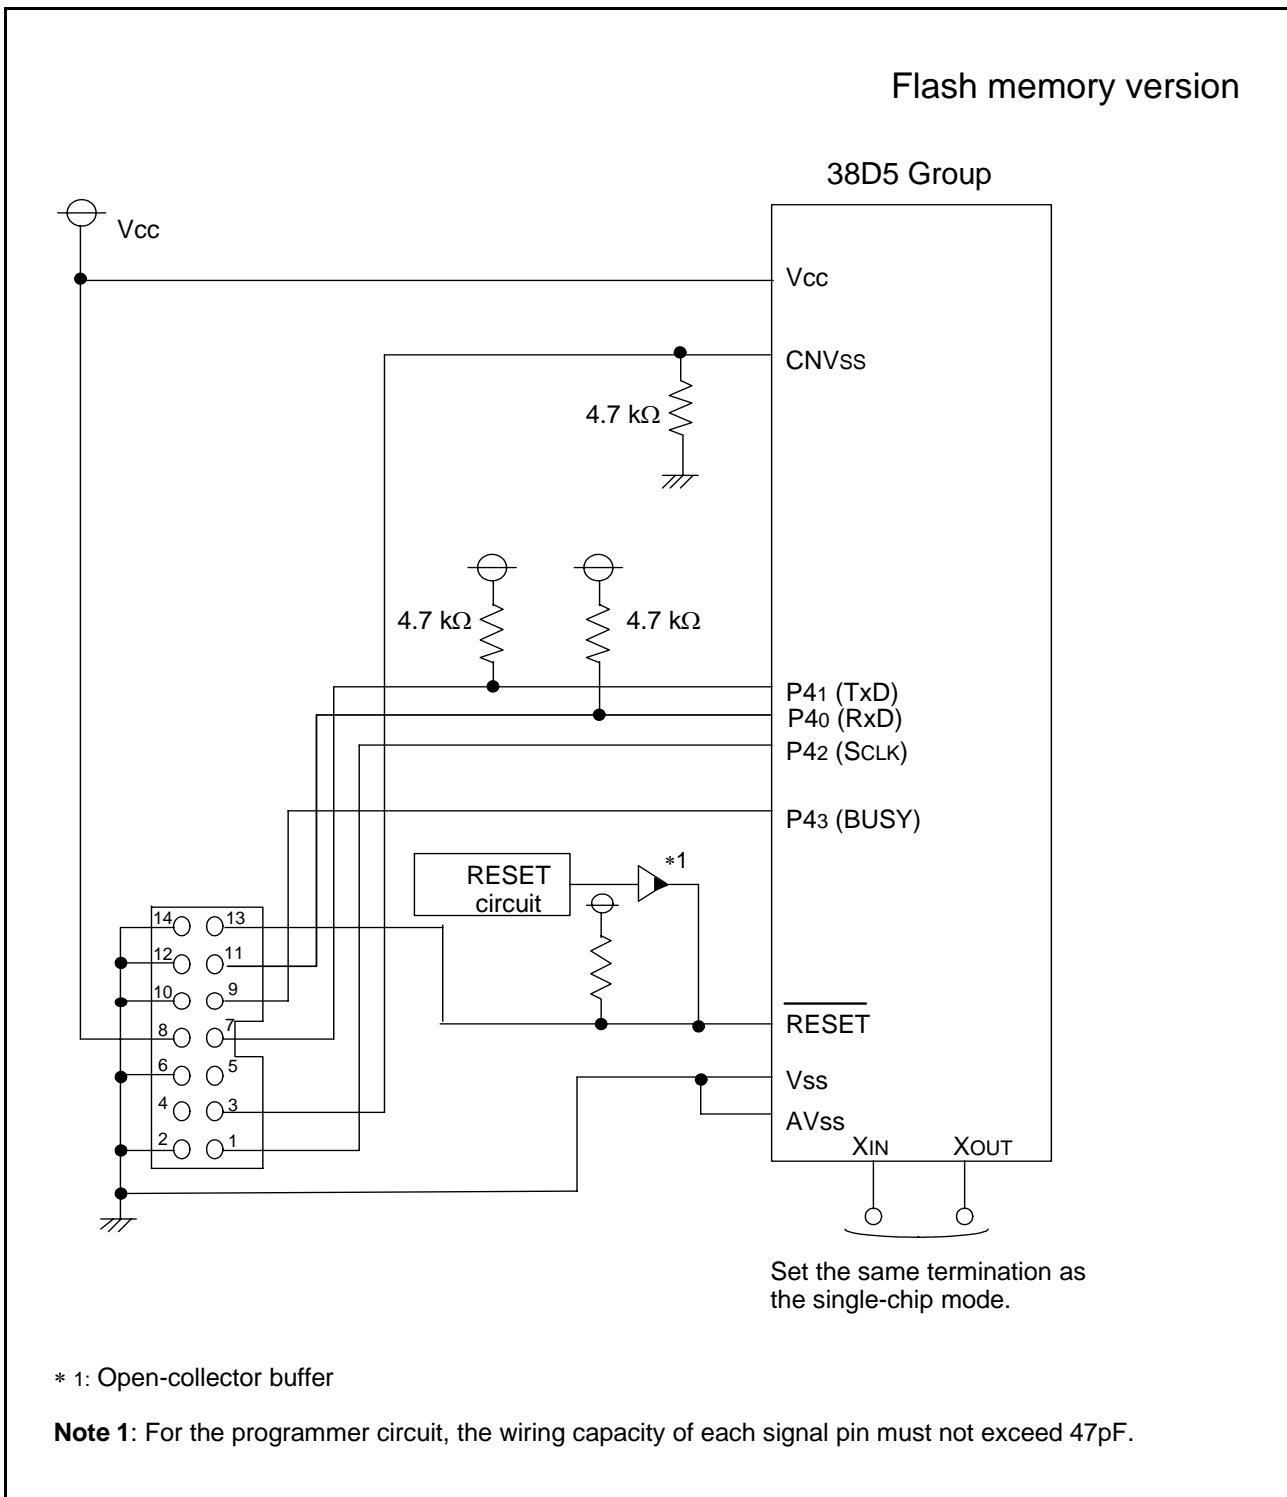 Flash memory version
38D5 Group
Vcc
Vcc
CNVss
4.7 kΩ
4.7 kΩ
4.7 kΩ
P41 (TxD)
P40 (RxD)
P42 (SCLK)
P43 (BUSY)
RESET
circuit
*1
14 13
12 11
10 9
8 7
6 5
4 3
2 1
RESET
Vss
AVss
XIN XOUT
Set the same termination as
the single-chip mode.
* 1: Open-collector buffer
Note 1: For the programmer circuit, the wiring capacity of each signal pin must not exceed 47pF.